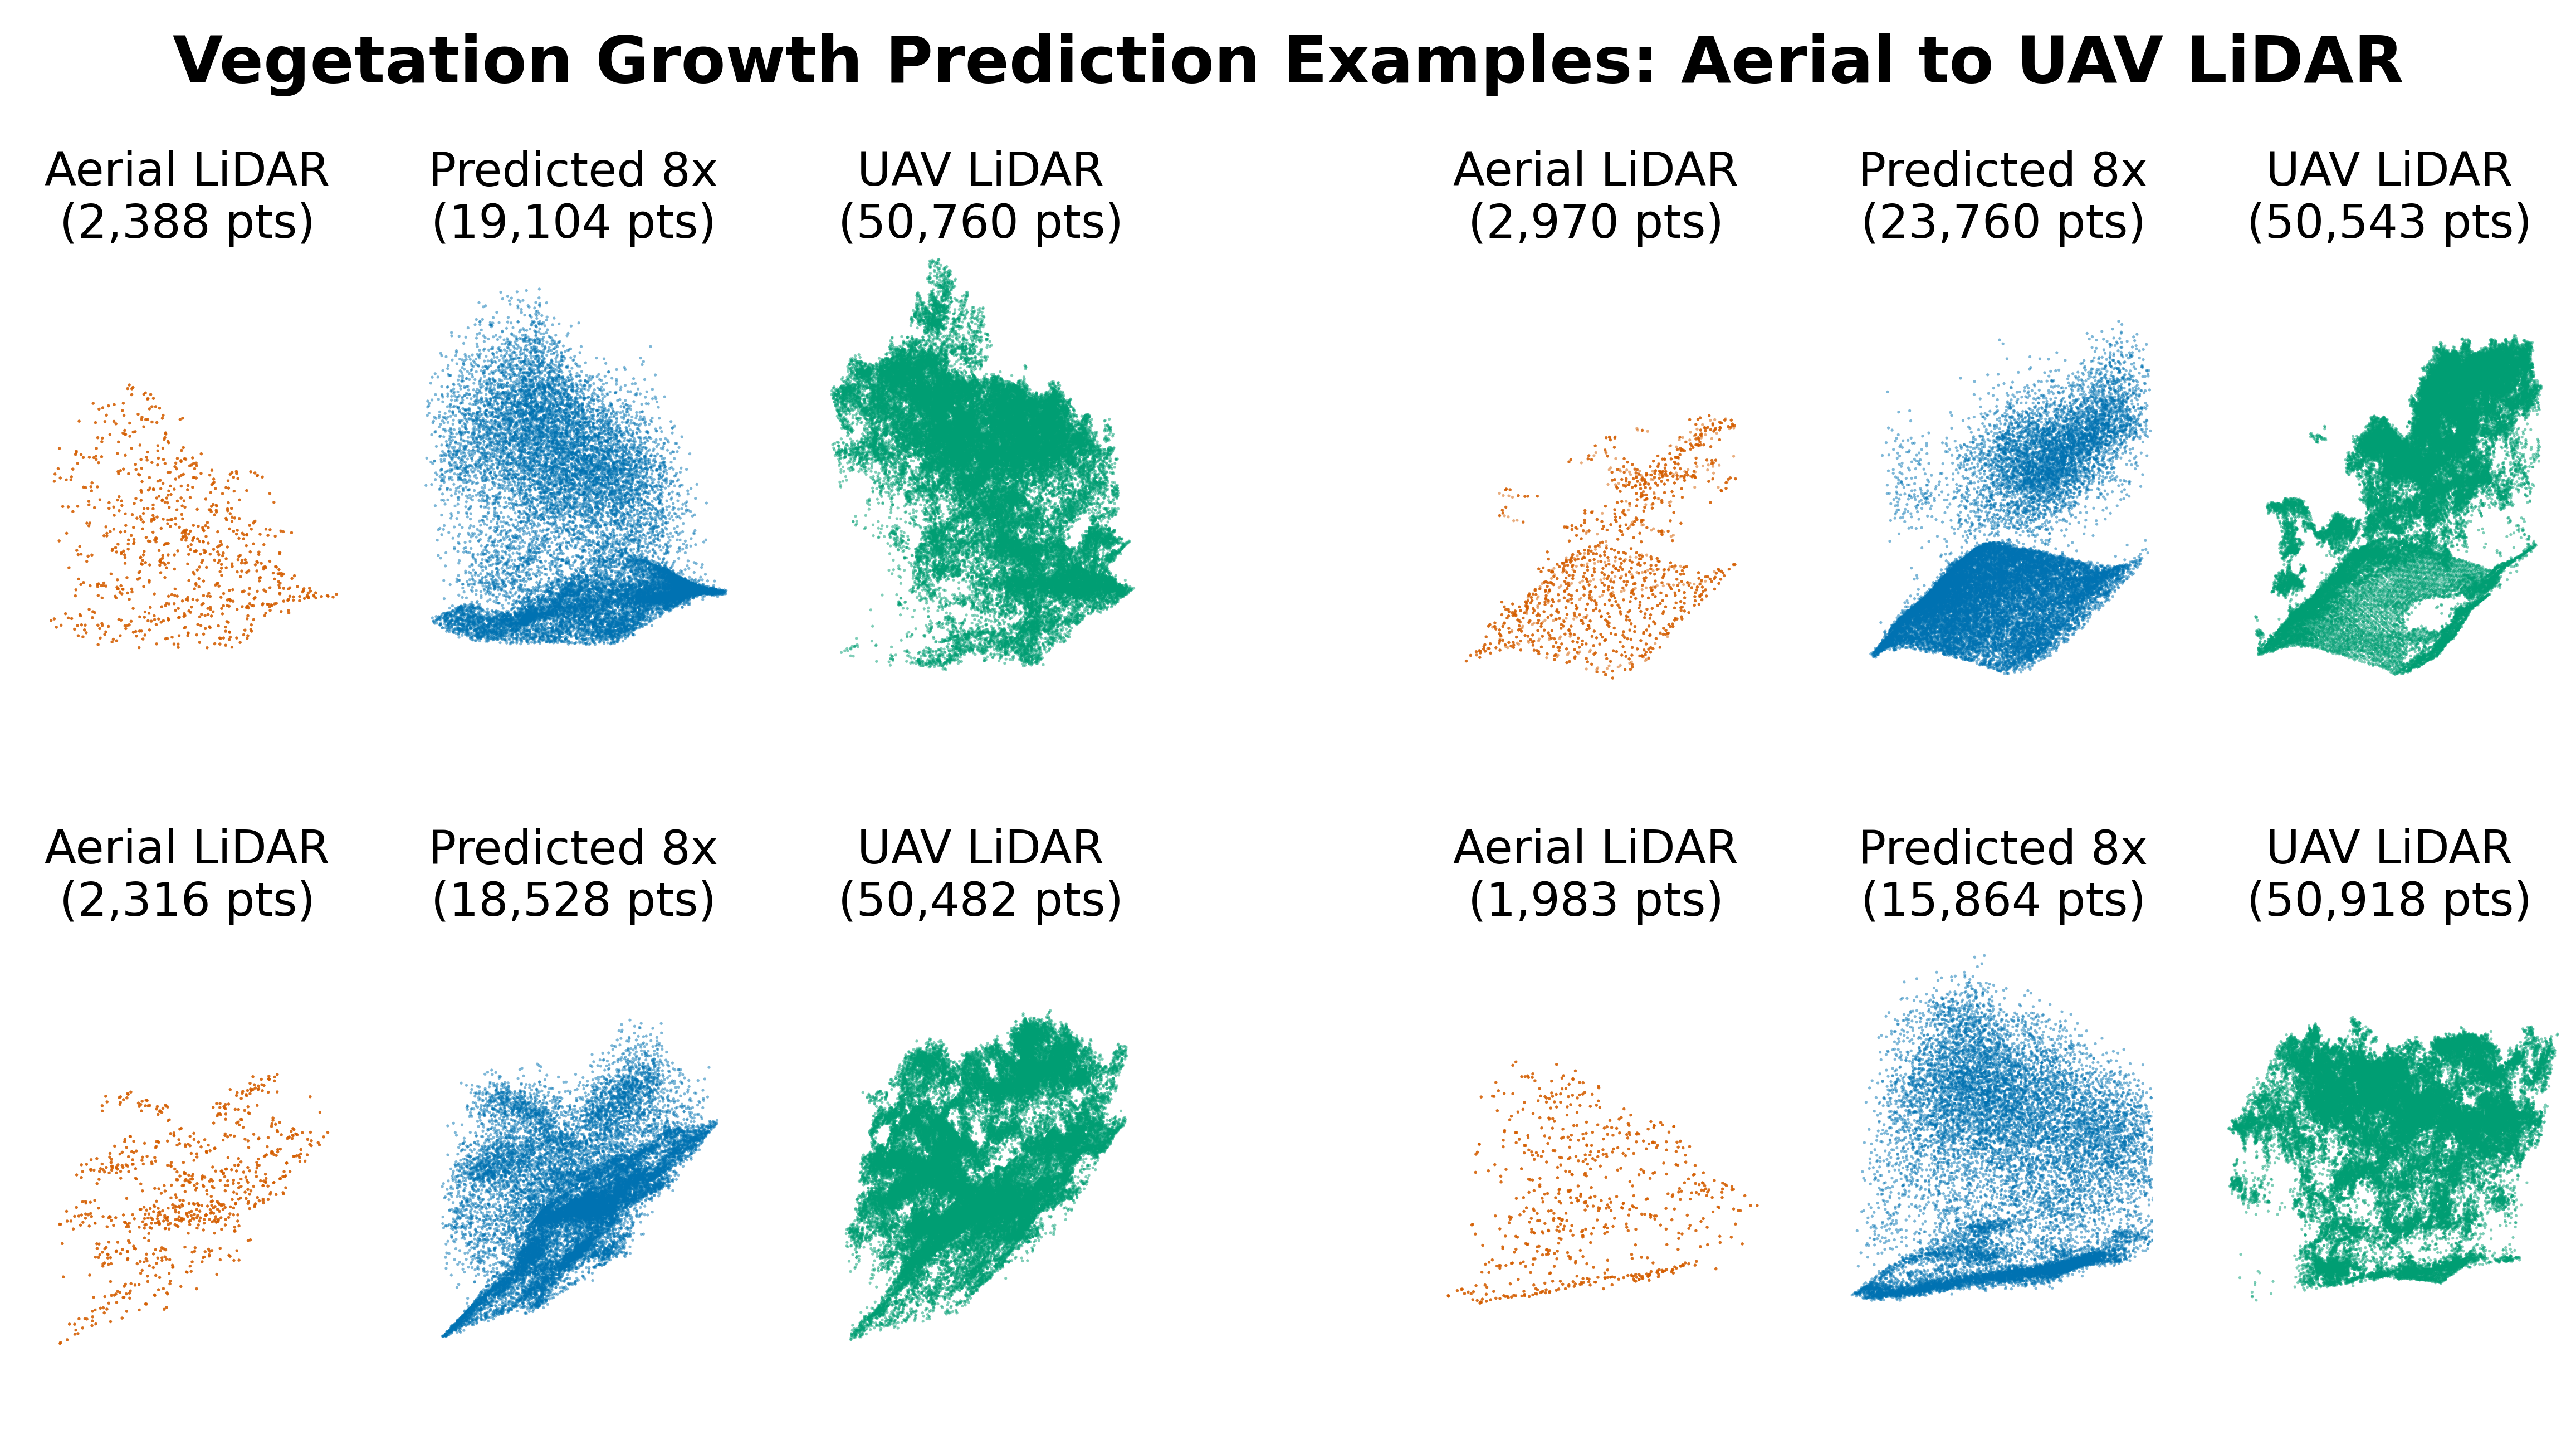 Vegetation Growth Prediction Examples: Aerial to UAV LiDAR
Aerial LiDAR
(2,388 pts)
Predicted 8x
(19,104 pts)
UAV LiDAR
(50,760 pts)
Aerial LiDAR
(2,970 pts)
Predicted 8x
(23,760 pts)
UAV LiDAR
(50,543 pts)
Aerial LiDAR
(2,316 pts)
Predicted 8x
(18,528 pts)
UAV LiDAR
(50,482 pts)
Aerial LiDAR
(1,983 pts)
Predicted 8x
(15,864 pts)
UAV LiDAR
(50,918 pts)